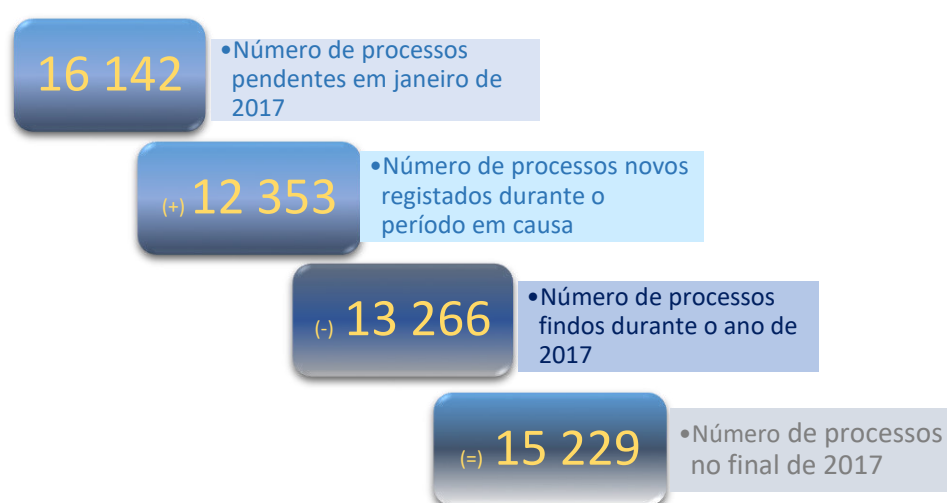 16 142
•Número de processos
pendentes em janeiro de
2017
(+) 12 353
•Número de processos novos
registados durante o
período em causa
(-) 13 266
•Número de processos
findos durante o ano de
2017
(=) 15 229
•Número de processos
no final de 2017